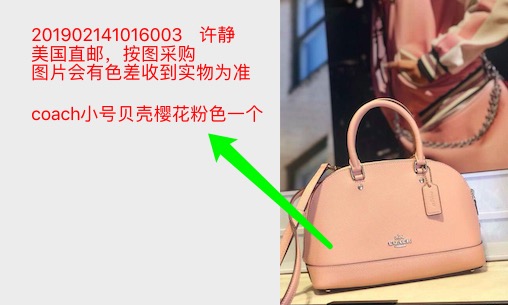 201902141016003 许静
美国直邮，按图采购
图片会有色差收到实物为准
coach小号贝壳樱花粉色一个
COACH